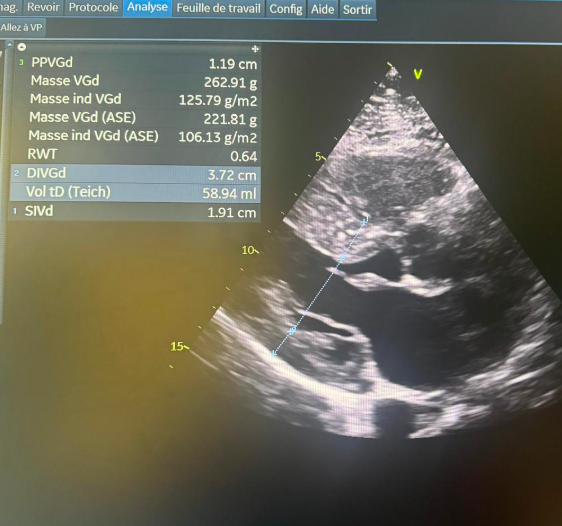 mag. Revoir Protocole Analyse Feuille de travail Config Aide Sortir
Allez à VP
3 PPVGd 1.19 cm
Masse VGd 262.91 g
Masse ind VGd 125.79 g/m2
Masse VGd (ASE) 221.81 g
Masse ind VGd (ASE) 106.13 g/m2
RWT 0.64
2 DIVGd 3.72 cm
Vol tD (Teich) 58.94 ml
1 SIVd 1.91 cm
V
5
10
15